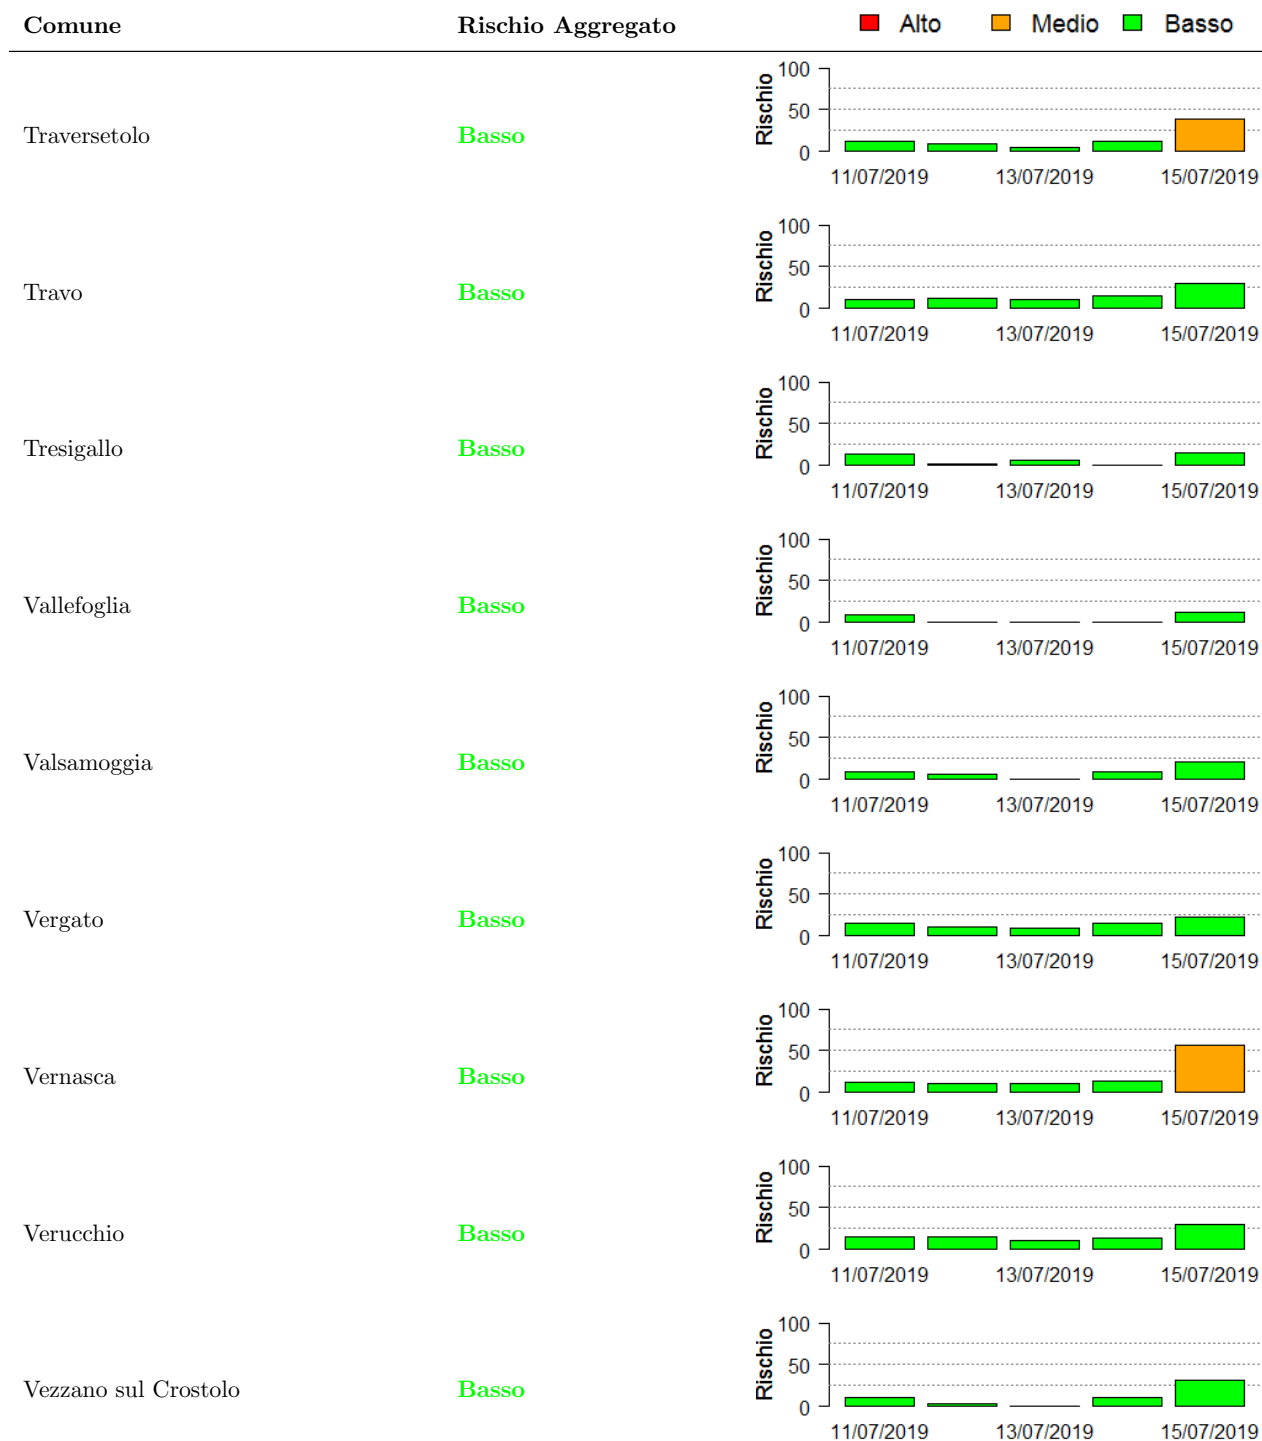 Comune Rischio Aggregato Alto Medio Basso
100
Rischio
50
Traversetolo Basso
0
11/07/2019 13/07/2019 15/07/2019
100
Rischio
50
Travo Basso
0
11/07/2019 13/07/2019 15/07/2019
100
Rischio
50
Tresigallo Basso
0
11/07/2019 13/07/2019 15/07/2019
100
Rischio
50
Vallefoglia Basso
0
11/07/2019 13/07/2019 15/07/2019
100
Rischio
50
Valsamoggia Basso
0
11/07/2019 13/07/2019 15/07/2019
100
Rischio
50
Vergato Basso
0
11/07/2019 13/07/2019 15/07/2019
100
Rischio
50
Vernasca Basso
0
11/07/2019 13/07/2019 15/07/2019
100
Rischio
50
Verucchio Basso
0
11/07/2019 13/07/2019 15/07/2019
100
Rischio
50
Vezzano sul Crostolo Basso
0
11/07/2019 13/07/2019 15/07/2019